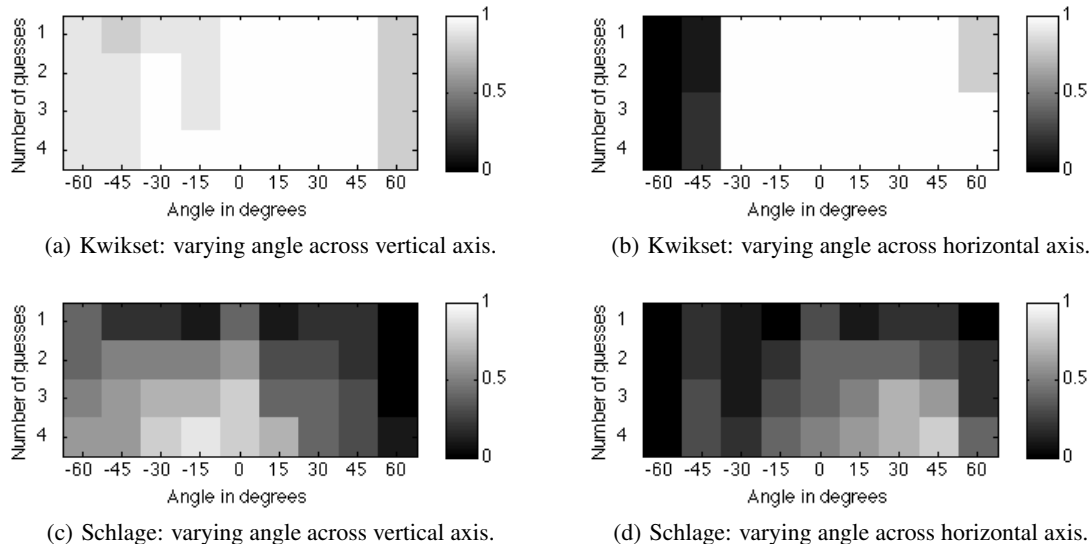 1
2
3
4
Number of guesses
-60 -45 -30 -15 0 15 30 45 60
Angle in degrees
1
0.5
0
(a) Kwikset: varying angle across vertical axis.
1
2
3
4
Number of guesses
-60 -45 -30 -15 0 15 30 45 60
Angle in degrees
1
0.5
0
(b) Kwikset: varying angle across horizontal axis.
1
2
3
4
Number of guesses
-60 -45 -30 -15 0 15 30 45 60
Angle in degrees
1
0.5
0
(c) Schlage: varying angle across vertical axis.
1
2
3
4
Number of guesses
-60 -45 -30 -15 0 15 30 45 60
Angle in degrees
1
0.5
0
(d) Schlage: varying angle across horizontal axis.